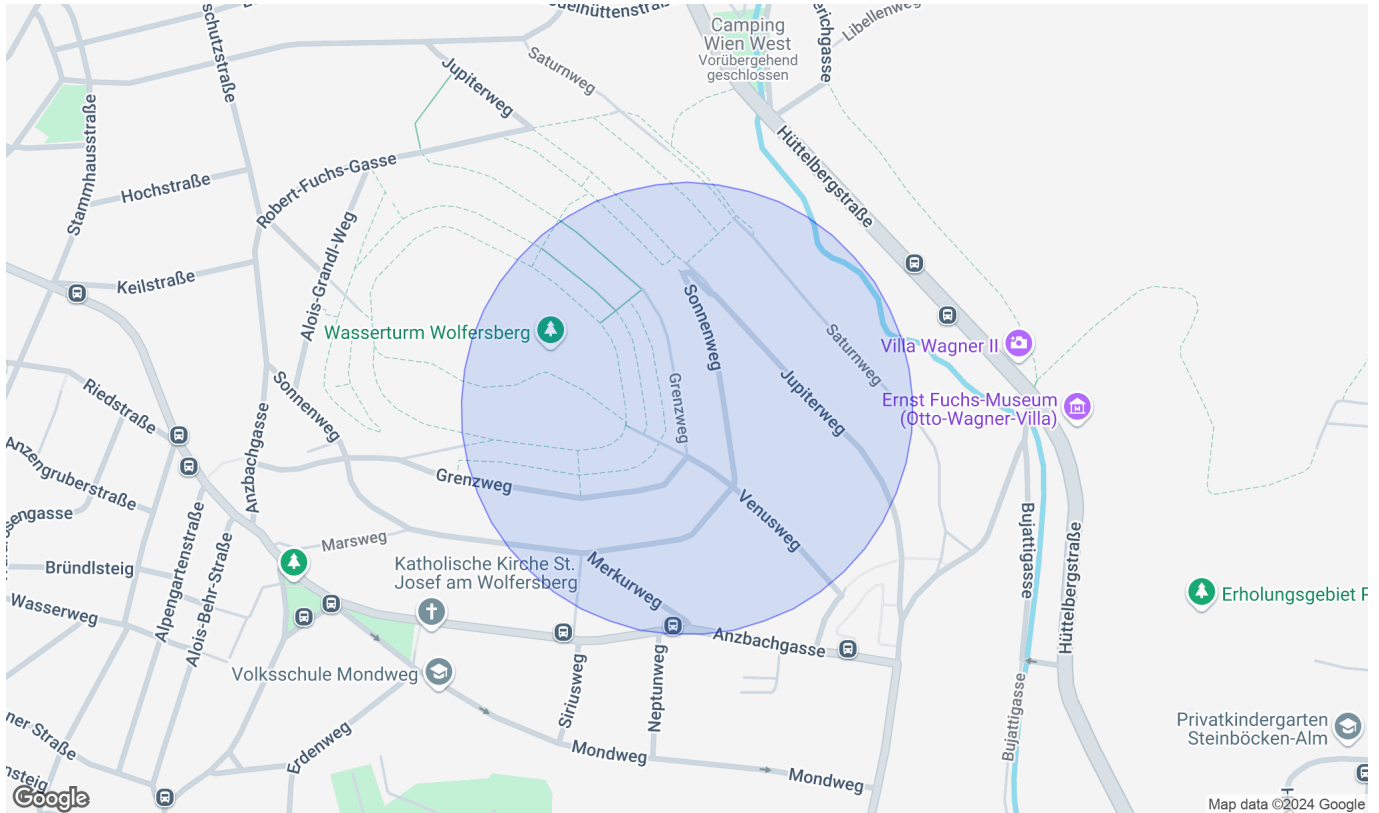 Camping
Wien West
Vorübergehend
geschlossen
Libellenweg
Saturnweg
Jupiterweg
Hüttelbergstraße
Stammhausstraße
Hochstraße
Robert-Fuchs-Gasse
Alois-Grandl-Weg
Keilstraße
Sonnenweg
Wasserturm Wolfersberg
Saturnweg
Villa Wagner II
Grenzweg
Jupiterweg
Riedstraße
Sonnenweg
Ernst Fuchs-Museum
(Otto-Wagner-Villa)
Anzengruberstraße
Anzbachgasse
Grenzweg
Venusweg
Bujattigasse
Alpengartenstraße
Marsweg
Alois-Behr-Straße
Katholische Kirche St.
Josef am Wolfersberg
Merkurweg
Bründlsteig
Hüttelbergstraße
Erholungsgebiet
Wasserweg
Anzbachgasse
Volksschule Mondweg
Siriusweg
Neptunweg
Bujattigasse
Privatkindergarten
Steinböcken-Alm
Erdenweg
Mondweg
Mondweg
Google
Map data ©2024 Google